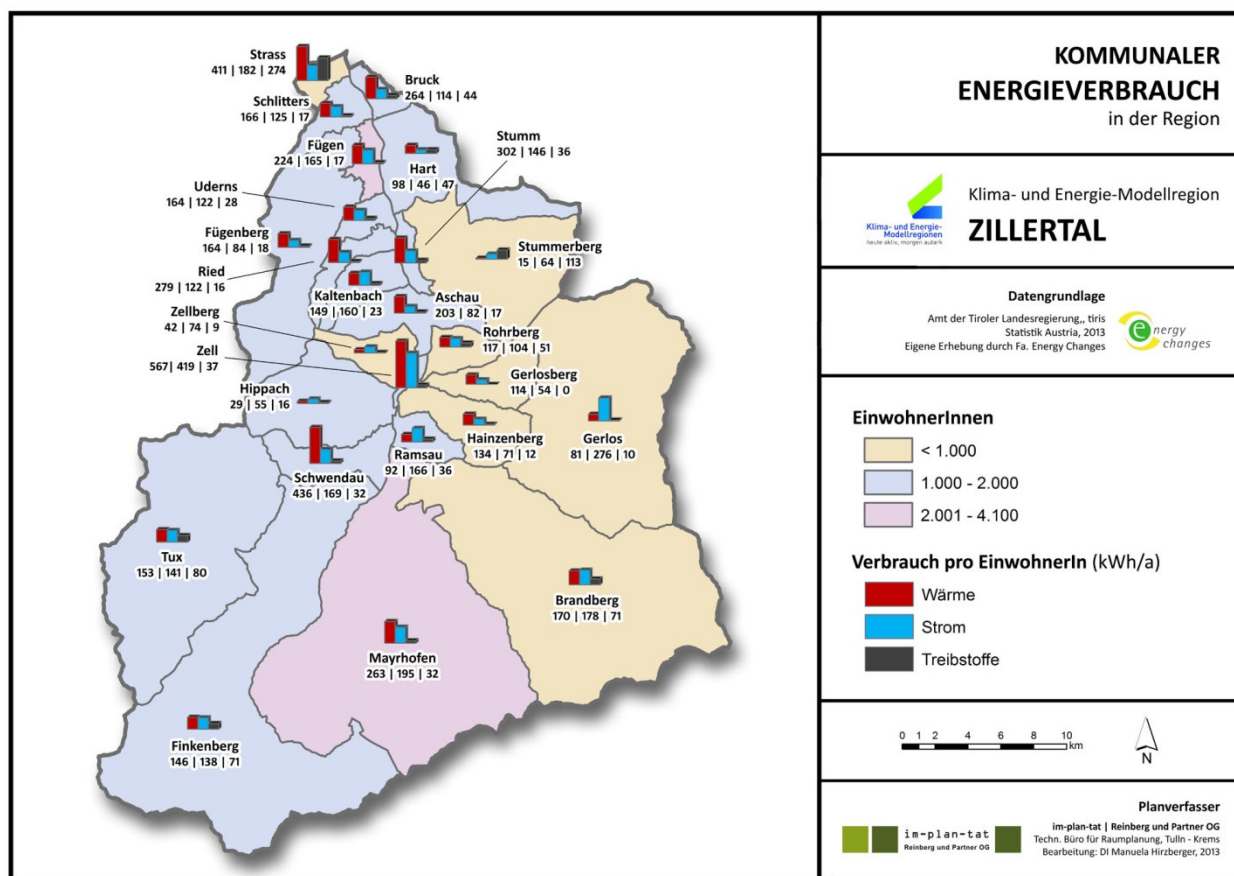 Strass
411 | 182 | 274
Bruck
264 | 114 | 44
Schlitters
166 | 125 | 17
Stumm
302 | 146 | 36
Fügen
224 | 165 | 17
Hart
98 | 46 | 47
Uderns
164 | 122 | 28
Fügenberg
164 | 84 | 18
Stummerberg
15 | 64 | 113
Ried
279 | 122 | 16
Kaltenbach
149 | 160 | 23
Aschau
203 | 82 | 17
Zellberg
42 | 74 | 9
Rohrberg
117 | 104 | 51
Zell
567| 419 | 37
Gerlosberg
114 | 54 | 0
Hippach
29 | 55 | 16
Hainzenberg
134 | 71 | 12
Gerlos
81 | 276 | 10
Ramsau
92 | 166 | 36
Schwendau
436 | 169 | 32
Tux
153 | 141 | 80
Brandberg
170 | 178 | 71
Mayrhofen
263 | 195 | 32
Finkenberg
146 | 138 | 71
KOMMUNALER
ENERGIEVERBRAUCH
in der Region
Klima- und Energie-
Modellregionen
heute aktiv, morgen autark
Klima- und Energie-Modellregion
ZILLERTAL
Datengrundlage
Amt der Tiroler Landesregierung,, tiris
Statistik Austria, 2013
Eigene Erhebung durch Fa. Energy Changes
energy
changes
EinwohnerInnen
< 1.000
1.000 - 2.000
2.001 - 4.100
Verbrauch pro EinwohnerIn (kWh/a)
Wärme
Strom
Treibstoffe
0 1 2 4 6 8 10
km
N
Planverfasser
im-plan-tat
Reinberg und Partner OG
im-plan-tat | Reinberg und Partner OG
Techn. Büro für Raumplanung, Tulln - Krems
Bearbeitung: DI Manuela Hirzberger, 2013